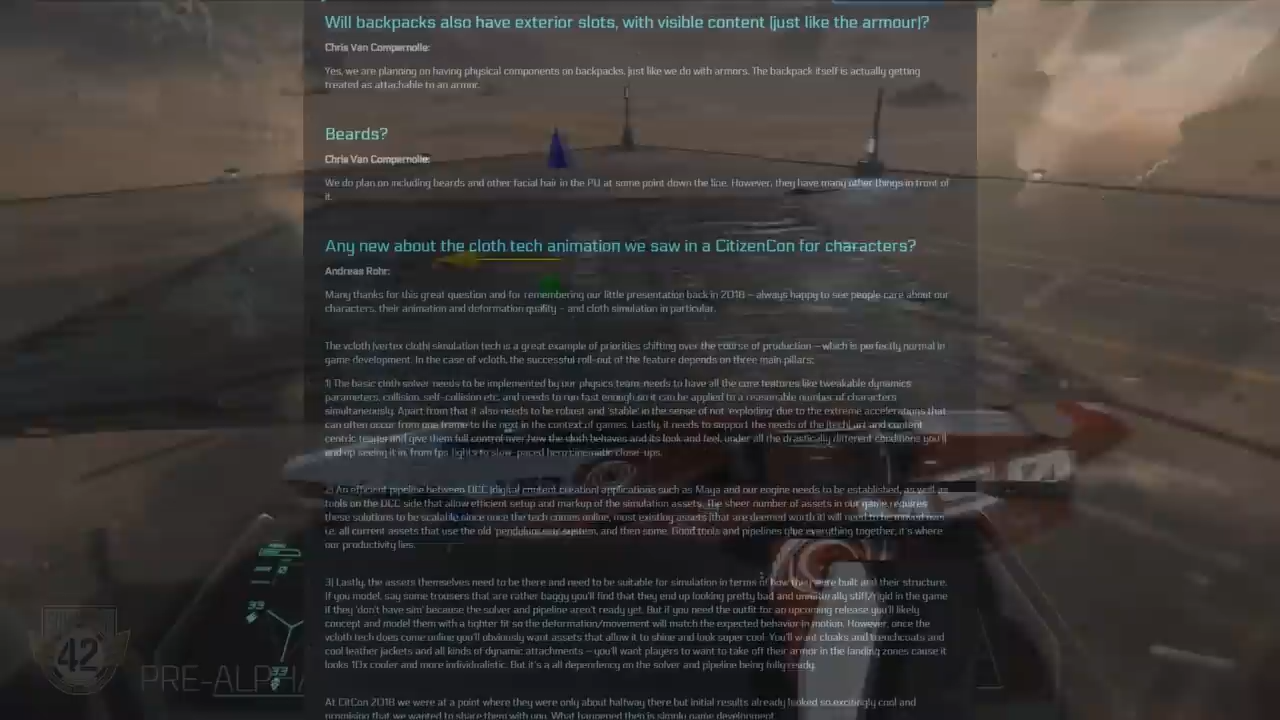 Will backpacks also have exterior slots, with visible content (just like the armour)?
Chris Van Compernolle:
Yes, we are planning on having physical components on backpacks, just like we do with armors. The backpack itself is actually getting
treated as attachable to an armor.
Beards?
Chris Van Compernolle:
We do plan on including beards and other facial hair in the PU at some point down the line. However, they have many other things in front of
it.
Any new about the cloth tech animation we saw in a CitizenCon for characters?
Andreas Rohr:
Many thanks for this great question and for remembering our little presentation back in 2018 – always happy to see people care about our
characters, their animation and deformation quality – and cloth simulation in particular.
The vcloth (vertex cloth) simulation tech is a great example of priorities shifting over the course of production – which is perfectly normal in
game development. In the case of vcloth, the successful roll-out of the feature depends on three main pillars:
1) The basic cloth solver needs to be implemented by our physics team, needs to have all the core features like tweakable dynamics
parameters, collision, self-collision etc. and needs to run fast enough so it can be applied to a reasonable number of characters
simultaneously. Apart from that it also needs to be robust and 'stable' in the sense of not 'exploding' due to the extreme accelerations that
can often occur from one frame to the next in the context of games. Lastly, it needs to support the needs of the (tech) art and content
centric teams and give them full control over how the cloth behaves and its look and feel, under all the drastically different conditions you'll
end up seeing it in, from fps fights to slow-paced hero cinematic close-ups.
2) An efficient pipeline between DCC (digital content creation) applications such as Maya and our engine needs to be established, as well as
tools on the DCC side that allow efficient setup and markup of the simulation assets. The sheer number of assets in our game requires
these solutions to be scalable since once the tech comes online, most existing assets (that are deemed worth it) will need to be moved over
i.e. all current assets that use the old 'pendulum sim' system, and then some. Good tools and pipelines glue everything together, it's where
our productivity lies.
3) Lastly, the assers themselves need to be there and need to be suitable for simulation in terms of how they were built and their structure.
If you model, say some trousers that are rather baggy you'll find that they end up looking pretty bad and unnaturally stiff/rigid in the game
if they 'don't have sim' because the solver and pipeline aren't ready yet. But if you need the outfit for an upcoming release you'll likely
concept and model them with a tighter fit so the deformation/movement will match the expected behavior in motion. However, once the
vcloth tech does come online you'll obviously want assets that allow it to shine and look super cool. You'll want cloaks and trenchcoats and
cool leather jackets and all kinds of dynamic attachments – you'll want players to want to take off their armor in the landing zones cause it
looks 10x cooler and more individualistic. But it's a all dependency on the solver and pipeline being fully ready.
At CitCon 2018 we were at a point where they were only about halfway there but initial results already looked so excitingly cool and
promising that we wanted to share them with you. What happened then is simply game development
33
33
42
PRE-ALPHA